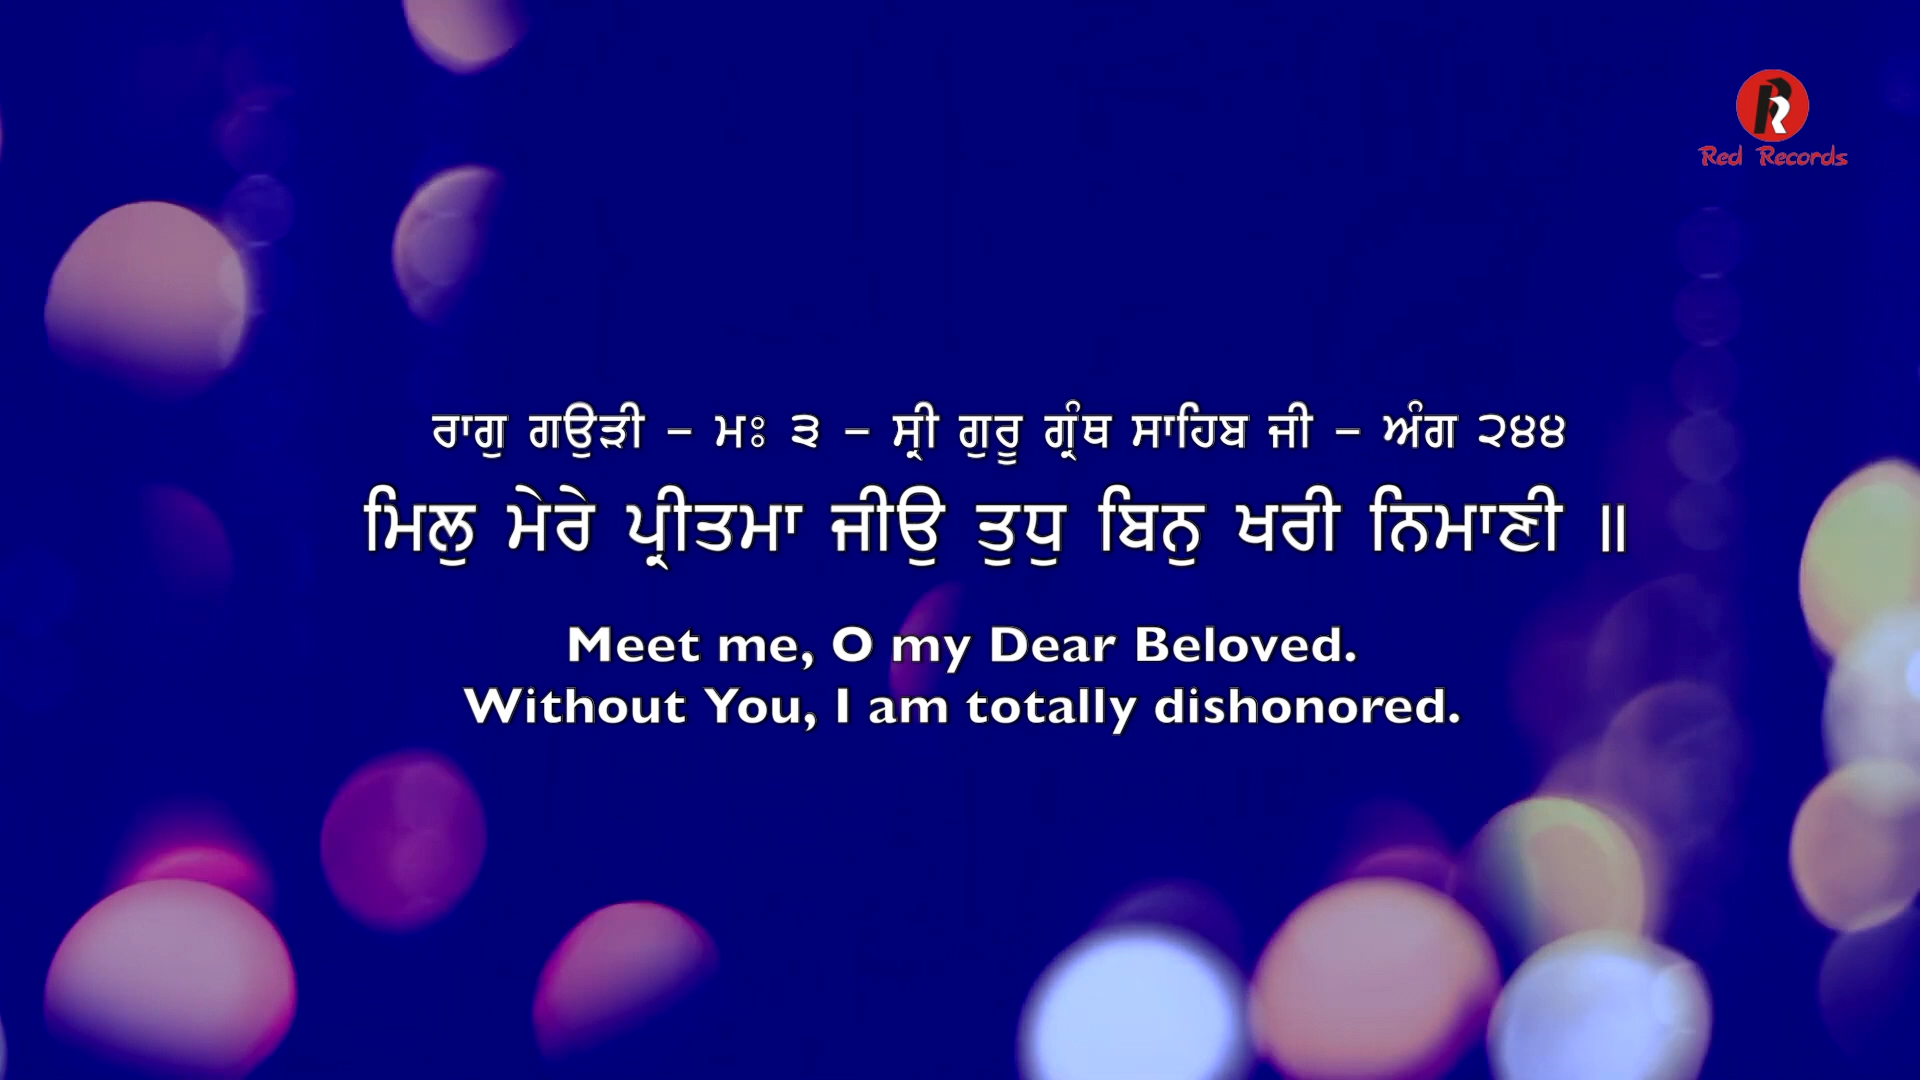 Red Records
ਰਾਗੁ ਗਉੜੀ - ਮਃ ੩ - ਸ੍ਰੀ ਗੁਰੂ ਗ੍ਰੰਥ ਸਾਹਿਬ ਜੀ - ਅੰਗ ੨੪੪
ਮਿਲੁ ਮੇਰੇ ਪ੍ਰੀਤਮਾ ਜੀਉ ਤੁਧੁ ਬਿਨੁ ਖਰੀ ਨਿਮਾਣੀ ॥
Meet me, O my Dear Beloved.
Without You, I am totally dishonored.